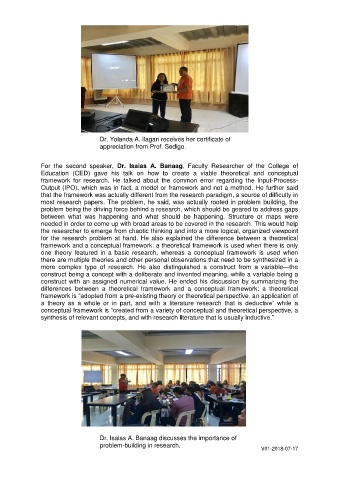 Dr. Yolanda A. Ilagan receives her certificate of
appreciation from Prof. Sedigo.
For the second speaker, Dr. Isaias A. Banaag, Faculty Researcher of the College of
Education (CED) gave his talk on how to create a viable theoretical and conceptual
framework for research. He talked about the common error regarding the Input-Process-
Output (IPO), which was in fact, a model or framework and not a method. He further said
that the framework was actually different from the research paradigm, a source of difficulty in
most research papers. The problem, he said, was actually rooted in problem building, the
problem being the driving force behind a research, which should be geared to address gaps
between what was happening and what should be happening. Structure or maps were
needed in order to come up with broad areas to be covered in the research. This would help
the researcher to emerge from chaotic thinking and into a more logical, organized viewpoint
for the research problem at hand. He also explained the difference between a theoretical
framework and a conceptual framework: a theoretical framework is used when there is only
one theory featured in a basic research, whereas a conceptual framework is used when
there are multiple theories and other personal observations that need to be synthesized in a
more complex type of research. He also distinguished a construct from a variable—the
construct being a concept with a deliberate and invented meaning, while a variable being a
construct with an assigned numerical value. He ended his discussion by summarizing the
differences between a theoretical framework and a conceptual framework: a theoretical
framework is “adopted from a pre-existing theory or theoretical perspective, an application of
a theory as a whole or in part, and with a literature research that is deductive” while a
conceptual framework is “created from a variety of conceptual and theoretical perspective, a
synthesis of relevant concepts, and with research literature that is usually inductive.”
Dr. Isaias A. Banaag discusses the importance of
problem-building in research.
V01-2018-07-17